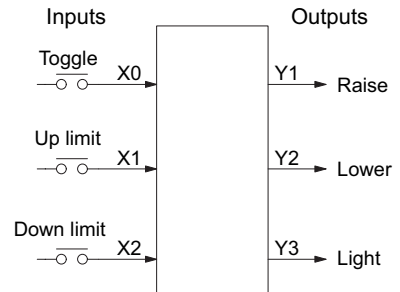 Inputs Outputs
Toggle X0 Y1 Raise
Up limit X1 Y2 Lower
Down limit X2 Y3 Light